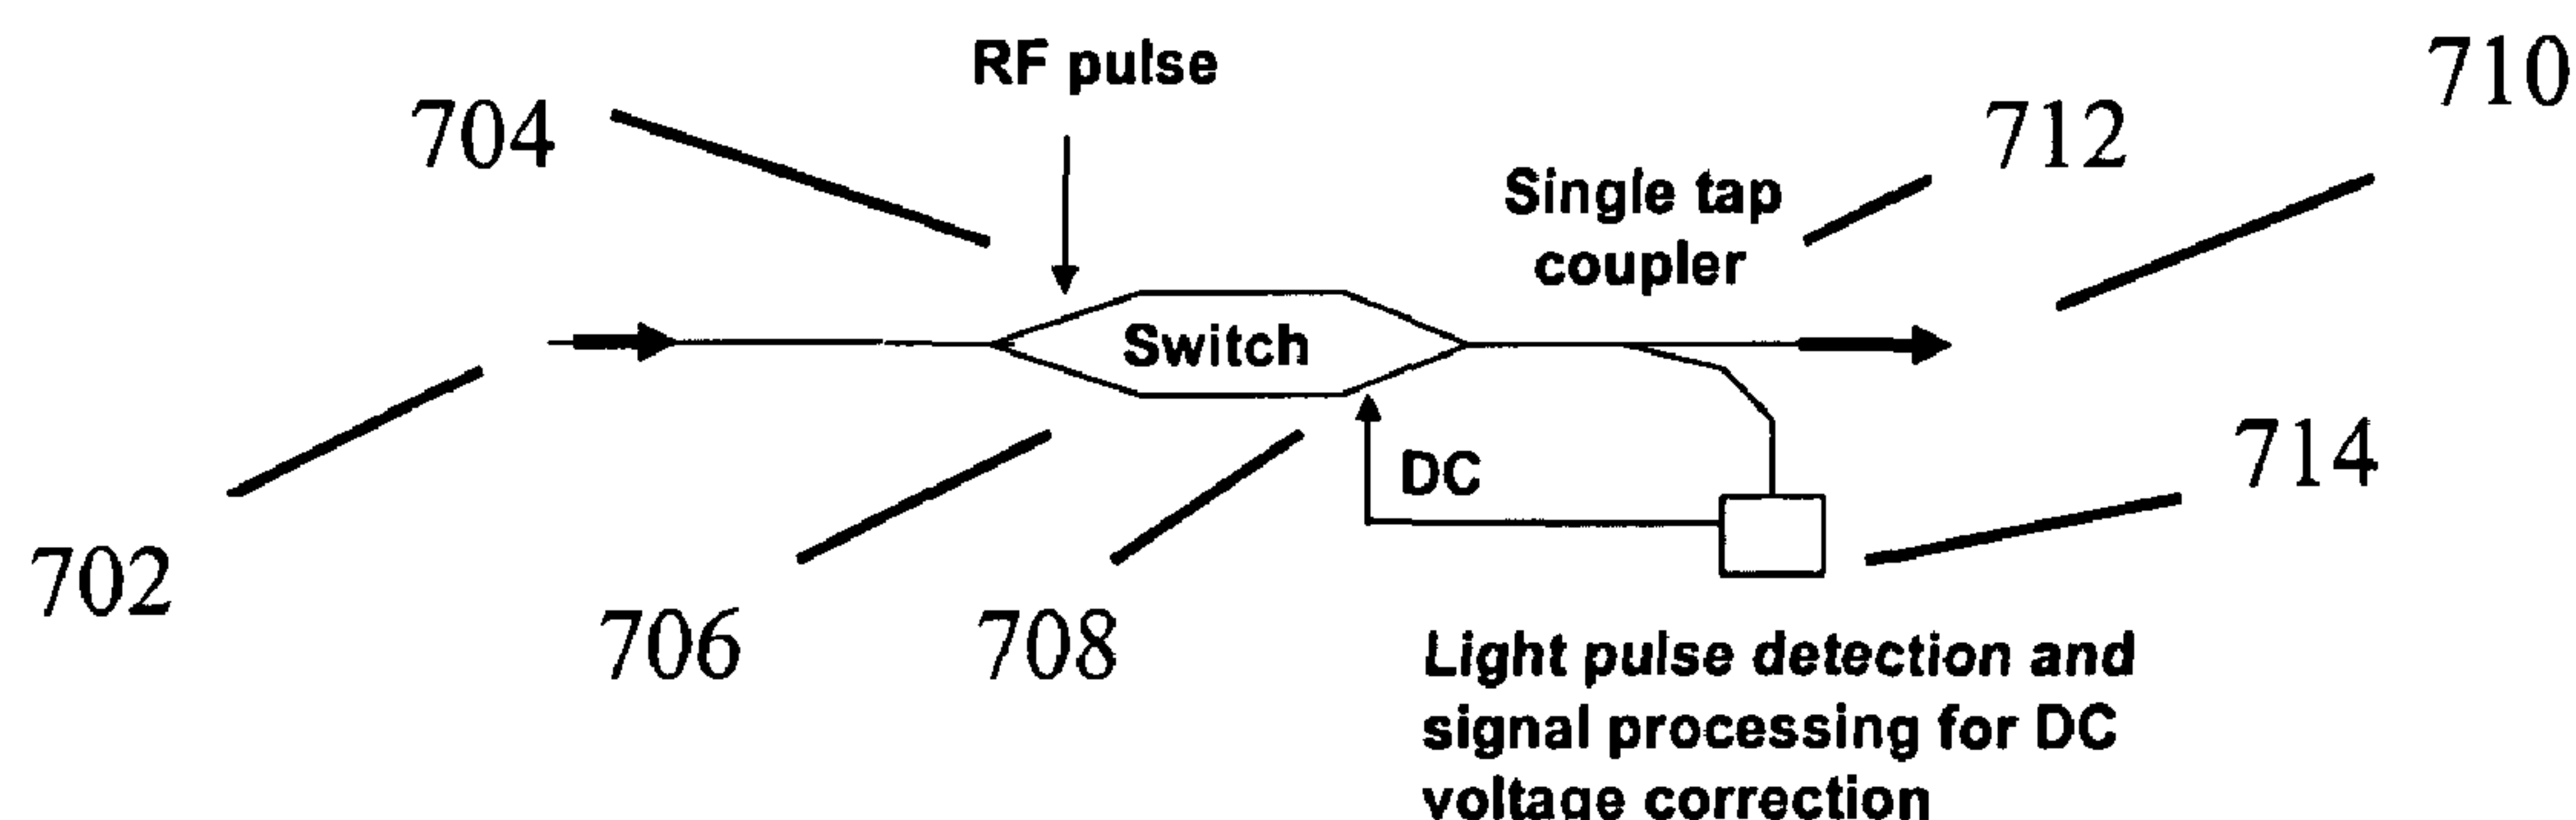 RF pulse
710
704
712
Single tap
coupler
Switch
DC
714
702
706
708
Light pulse detection and
signal processing for DC
voltage correction